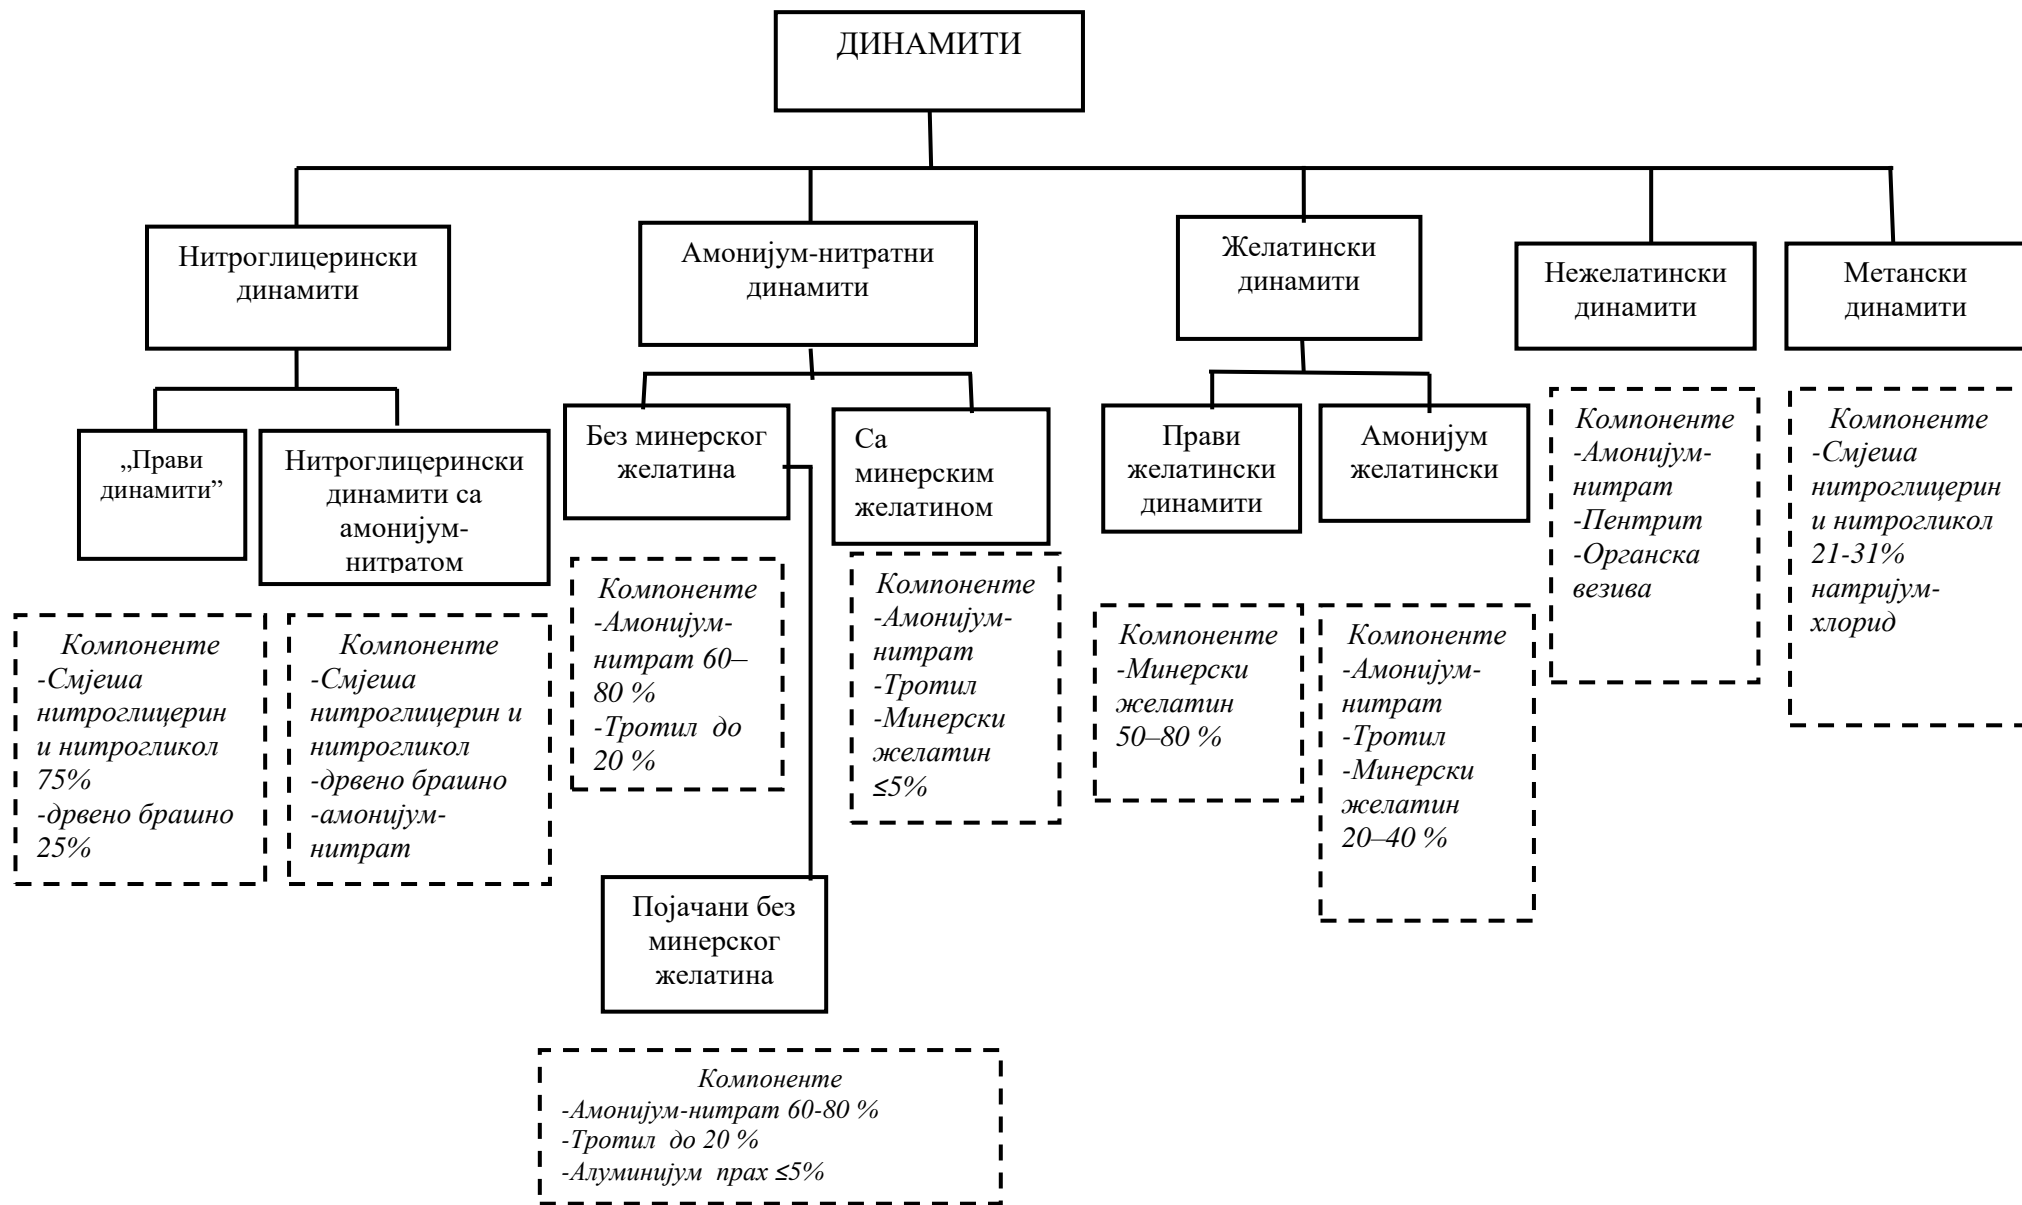 ДИНАМИТИ
Нитроглицерински
динамити
Амонијум-нитратни
динамити
Желатински
динамити
Нежелатински
динамити
Метански
динамити
„Прави
динамити”
Нитроглицерински
динамити са
амонијум-
нитратом
Без минерског
желатина
Са
минерским
желатином
Прави
желатински
динамити
Амонијум
желатински
Компоненте
-Смјеша
нитроглицерин
и нитрогликол
75%
-дрвено брашно
25%
Компоненте
-Смјеша
нитроглицерин и
нитрогликол
-дрвено брашно
-амонијум-
нитрат
Компоненте
-Амонијум-
нитрат 60–
80 %
-Тротил до
20 %
Компоненте
-Амонијум-
нитрат
-Тротил
-Минерски
желатин
≤5%
Компоненте
-Минерски
желатин
50–80 %
Компоненте
-Амонијум-
нитрат
-Тротил
-Минерски
желатин
20–40 %
Компоненте
-Амонијум-
нитрат
-Пентрит
-Органска
везива
Компоненте
-Смјеша
нитроглицерин
и нитрогликол
21-31%
натријум-
хлорид
Појачани без
минерског
желатина
Компоненте
-Амонијум-нитрат 60-80 %
-Тротил до 20 %
-Алуминијум прах ≤5%